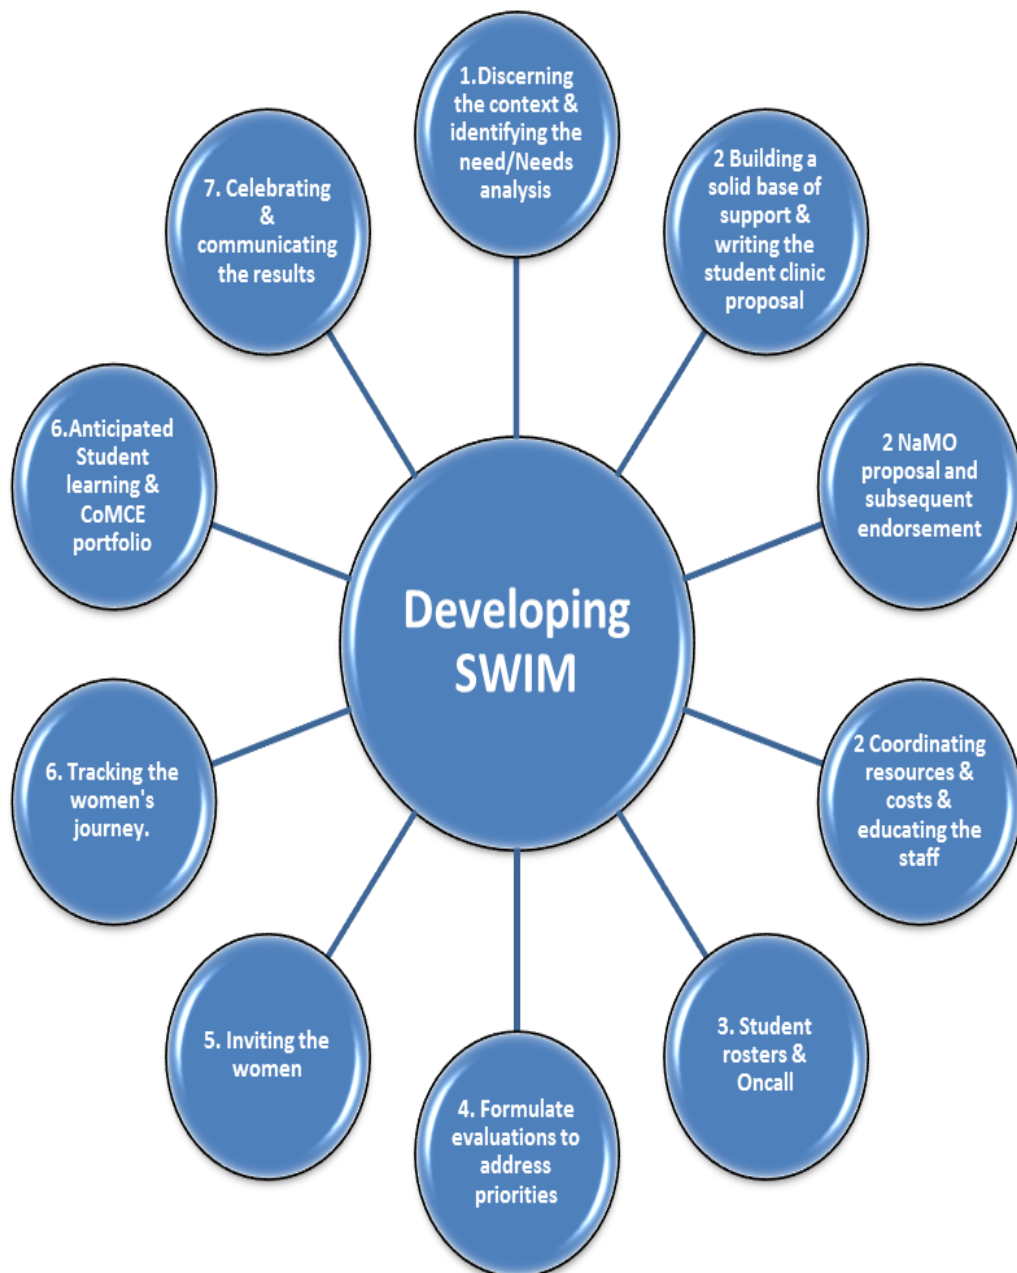 1.Discerning
the context &
identifying the
need/Needs
analysis
2 Building a
solid base of
support &
writing the
student clinic
proposal
2 NaMO
proposal and
subsequent
endorsement
2 Coordinating
resources &
costs &
educating the
staff
3. Student
rosters &
Oncall
4. Formulate
evaluations to
address
priorities
5. Inviting the
women
6. Tracking the
women's
journey.
6.Anticipated
Student
learning &
CoMCE
portfolio
7. Celebrating
&
communicating
the results
Developing
SWIM